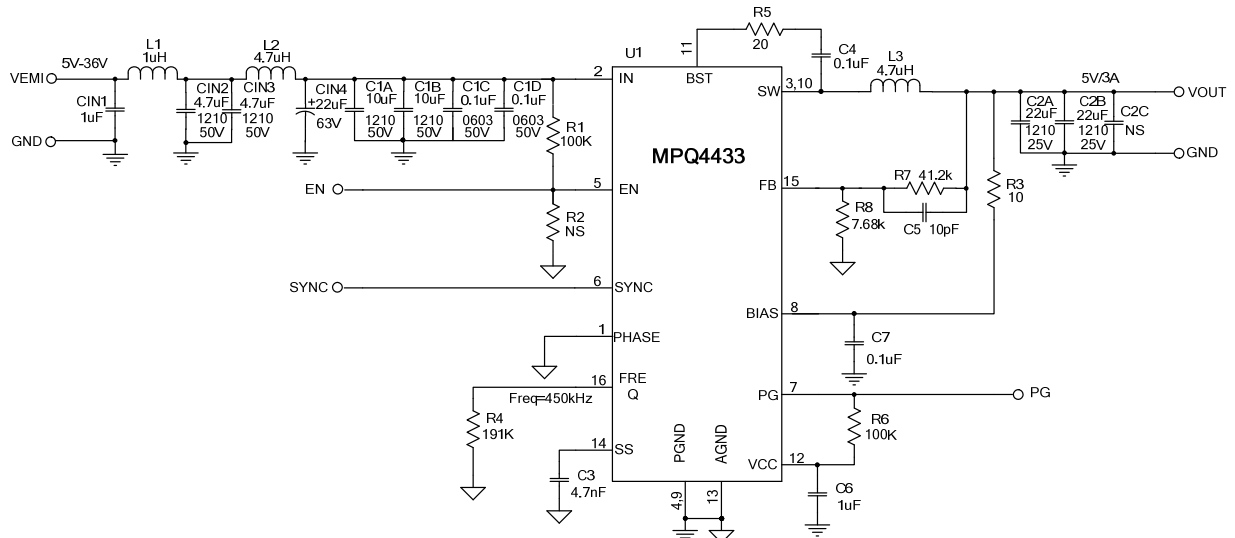 R5
20
11
C4
0.1uF
U1
BST
L1
1uH
L2
4.7uH
L3
4.7uH
5V-36V
VEMI
CIN1
1uF
GND
CIN2
4.7uF
1210
50V
CIN3
4.7uF
1210
50V
CIN4
+
22uF
63V
C1A
10uF
1210
50V
C1B
10uF
1210
50V
C1C
0.1uF
0603
50V
C1D
0.1uF
0603
50V
2
IN
SW
3,10
5V/3A
VOUT
C2A
22uF
1210
25V
C2B
22uF
1210
25V
C2C
NS
GND
R1
100K
MPQ4433
EN
5
EN
FB
15
R7 41.2k
R8
7.68k
C5 10pF
R3
10
R2
NS
SYNC
6
SYNC
BIAS
8
C7
0.1uF
1
PHASE
16
FRE
Q
Freq=450kHz
R4
191K
PG
7
PG
R6
100K
14
SS
C3
4.7nF
PGND
AGND
VCC
12
C6
1uF
4,9
13